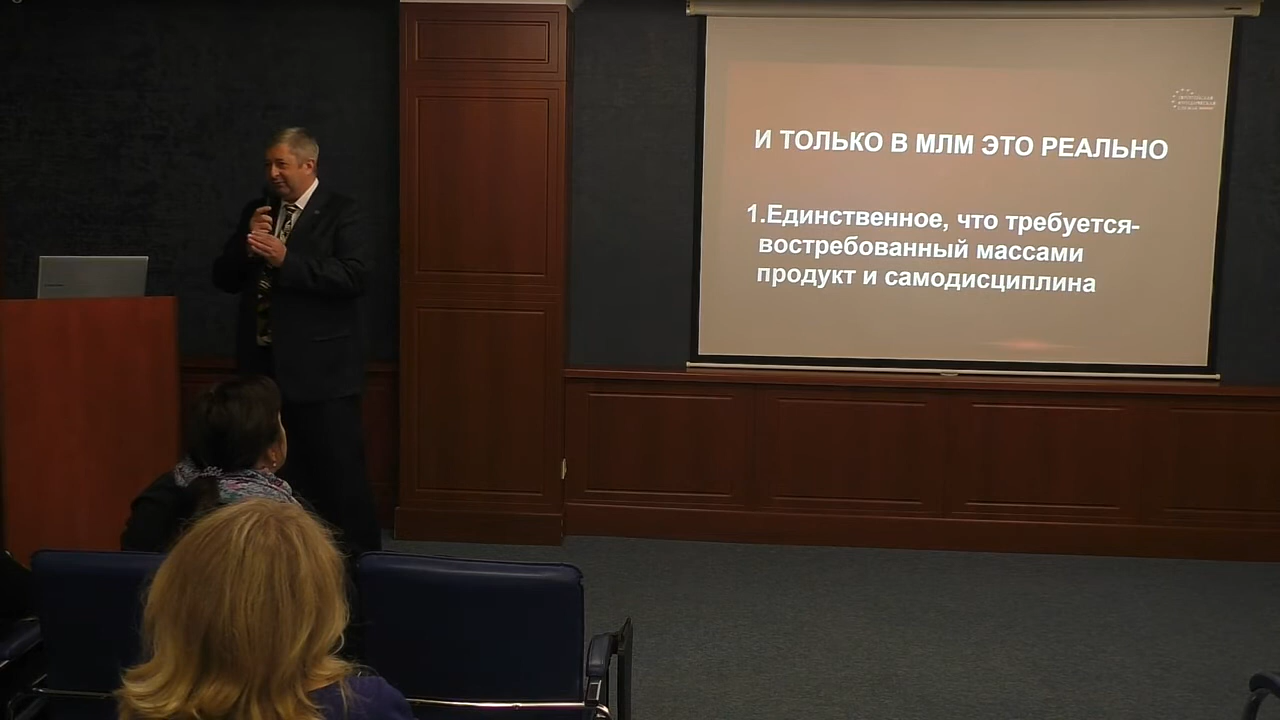 И ТОЛЬКО В МЛМ ЭТО РЕАЛЬНО
1.Единственное, что требуется-
востребованный массами
продукт и самодисциплина